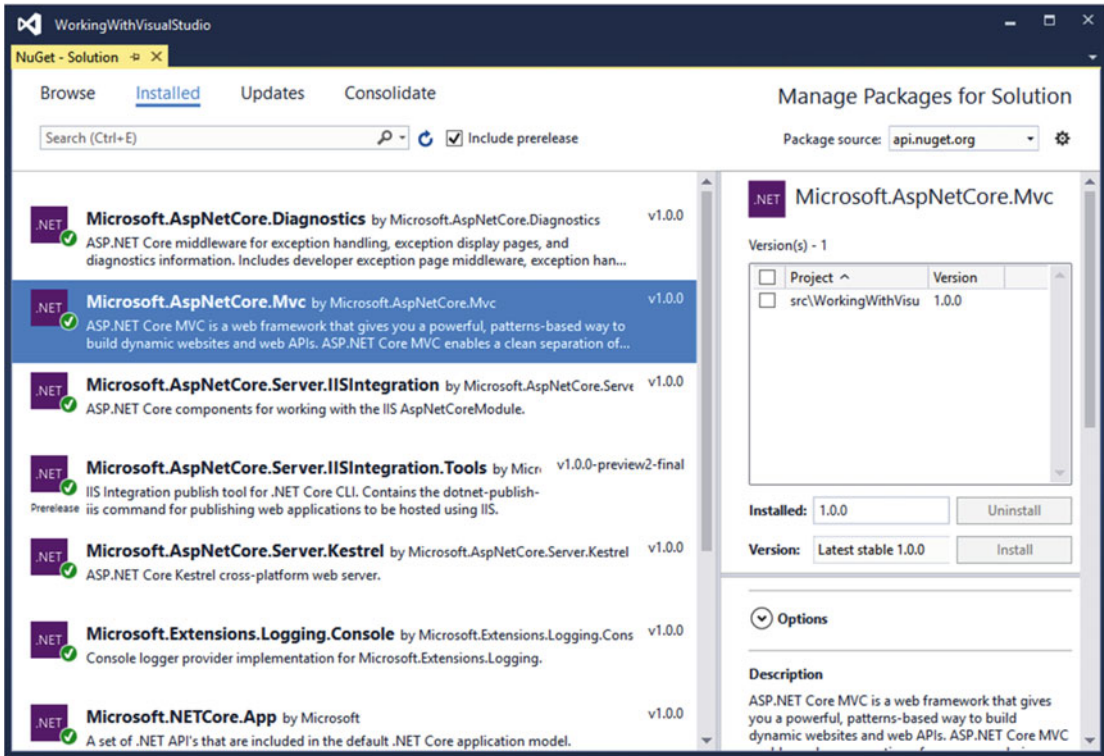 WorkingWithVisualStudio
NuGet - Solution
Browse Installed Updates Consolidate
Manage Packages for Solution
Search (Ctrl+E)
Include prerelease
Package source: api.nuget.org
.NET
Microsoft.AspNetCore.Diagnostics by Microsoft.AspNetCore.Diagnostics v1.0.0
ASP.NET Core middleware for exception handling, exception display pages, and
diagnostics information. Includes developer exception page middleware, exception han...
.NET
Microsoft.AspNetCore.Mvc by Microsoft.AspNetCore.Mvc v1.0.0
ASP.NET Core MVC is a web framework that gives you a powerful, patterns-based way to
build dynamic websites and web APIs. ASP.NET Core MVC enables a clean separation of...
.NET
Microsoft.AspNetCore.Server.IISIntegration by Microsoft.AspNetCore.Serve v1.0.0
ASP.NET Core components for working with the IIS AspNetCoreModule.
.NET
Prerelease
Microsoft.AspNetCore.Server.IISIntegration.Tools by Micr v1.0.0-preview2-final
IIS Integration publish tool for .NET Core CLI. Contains the dotnet-publish-
iis command for publishing web applications to be hosted using IIS.
.NET
Microsoft.AspNetCore.Server.Kestrel by Microsoft.AspNetCore.Server.Kestrel v1.0.0
ASP.NET Core Kestrel cross-platform web server.
.NET
Microsoft.Extensions.Logging.Console by Microsoft.Extensions.Logging.Cons v1.0.0
Console logger provider implementation for Microsoft.Extensions.Logging.
.NET
Microsoft.NETCore.App by Microsoft v1.0.0
A set of .NET API's that are included in the default .NET Core application model.
.NET
Microsoft.AspNetCore.Mvc
Version(s) - 1
Project Version
src\WorkingWithVisu 1.0.0
Installed: 1.0.0 Uninstall
Version: Latest stable 1.0.0 Install
Options
Description
ASP.NET Core MVC is a web framework that gives
you a powerful, patterns-based way to build
dynamic websites and web APIs. ASP.NET Core MVC